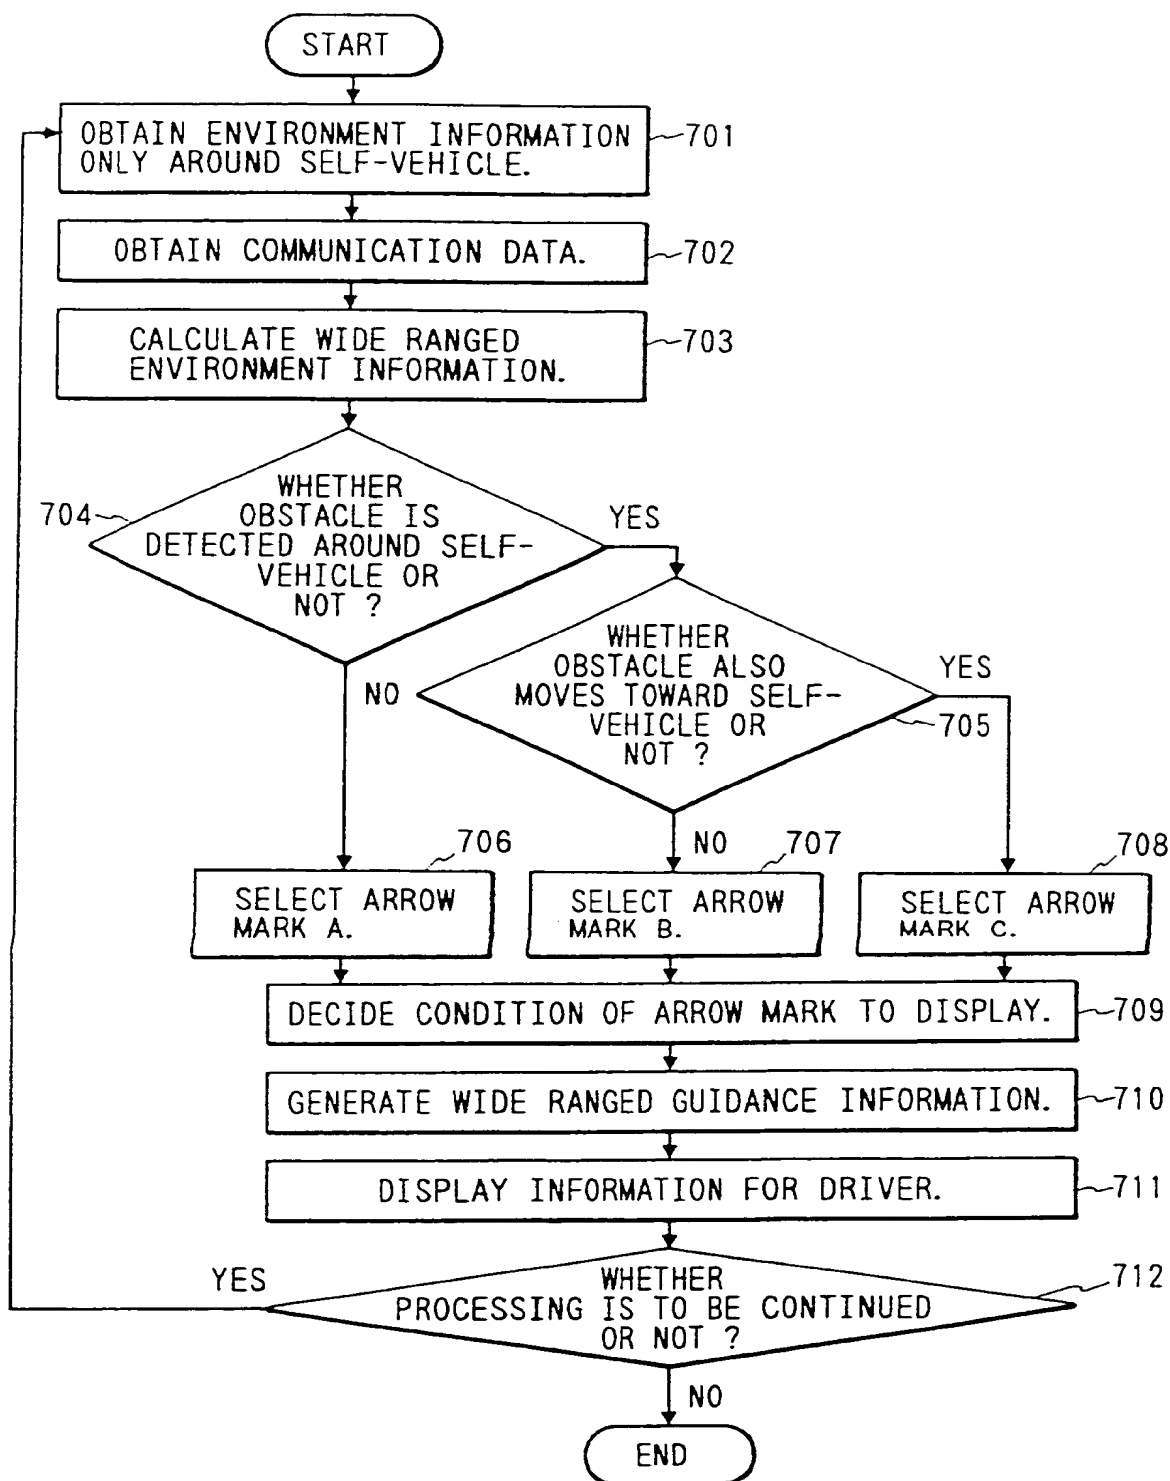 START
OBTAIN ENVIRONMENT INFORMATION
ONLY AROUND SELF-VEHICLE.
701
OBTAIN COMMUNICATION DATA.
702
CALCULATE WIDE RANGED
ENVIRONMENT INFORMATION.
703
704
WHETHER
OBSTACLE IS
DETECTED AROUND SELF-
VEHICLE OR
NOT ?
YES
NO
WHETHER
OBSTACLE ALSO
MOVES TOWARD SELF-
VEHICLE OR
NOT ?
YES
705
NO
706
SELECT ARROW
MARK A.
707
SELECT ARROW
MARK B.
708
SELECT ARROW
MARK C.
DECIDE CONDITION OF ARROW MARK TO DISPLAY.
709
GENERATE WIDE RANGED GUIDANCE INFORMATION.
710
DISPLAY INFORMATION FOR DRIVER.
711
YES
WHETHER
PROCESSING IS TO BE CONTINUED
OR NOT ?
712
NO
END